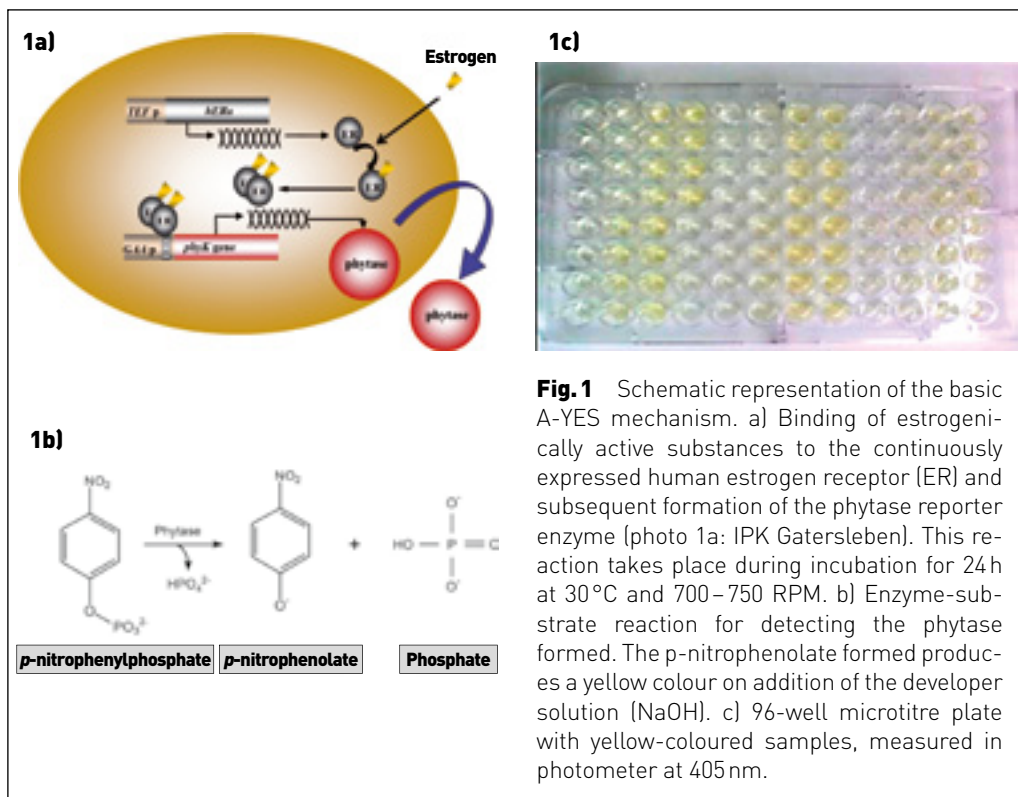 1a)
Estrogen
TEF p hERα
ER
ER
ER
GAA p phyK gene
phytase
phytase
1b)
NO₂
Phytase
HPO₄²⁻
O
PO₃²⁻
NO₂
O⁻
+
O⁻
HO P O
O⁻
p-nitrophenylphosphate
p-nitrophenolate
Phosphate
1c)
Fig. 1 Schematic representation of the basic
A-YES mechanism. a) Binding of estrogeni-
cally active substances to the continuously
expressed human estrogen receptor (ER) and
subsequent formation of the phytase reporter
enzyme (photo 1a: IPK Gatersleben). This re-
action takes place during incubation for 24 h
at 30 °C and 700 – 750 RPM. b) Enzyme-sub-
strate reaction for detecting the phytase
formed. The p-nitrophenolate formed produc-
es a yellow colour on addition of the developer
solution (NaOH). c) 96-well microtitre plate
with yellow-coloured samples, measured in
photometer at 405 nm.